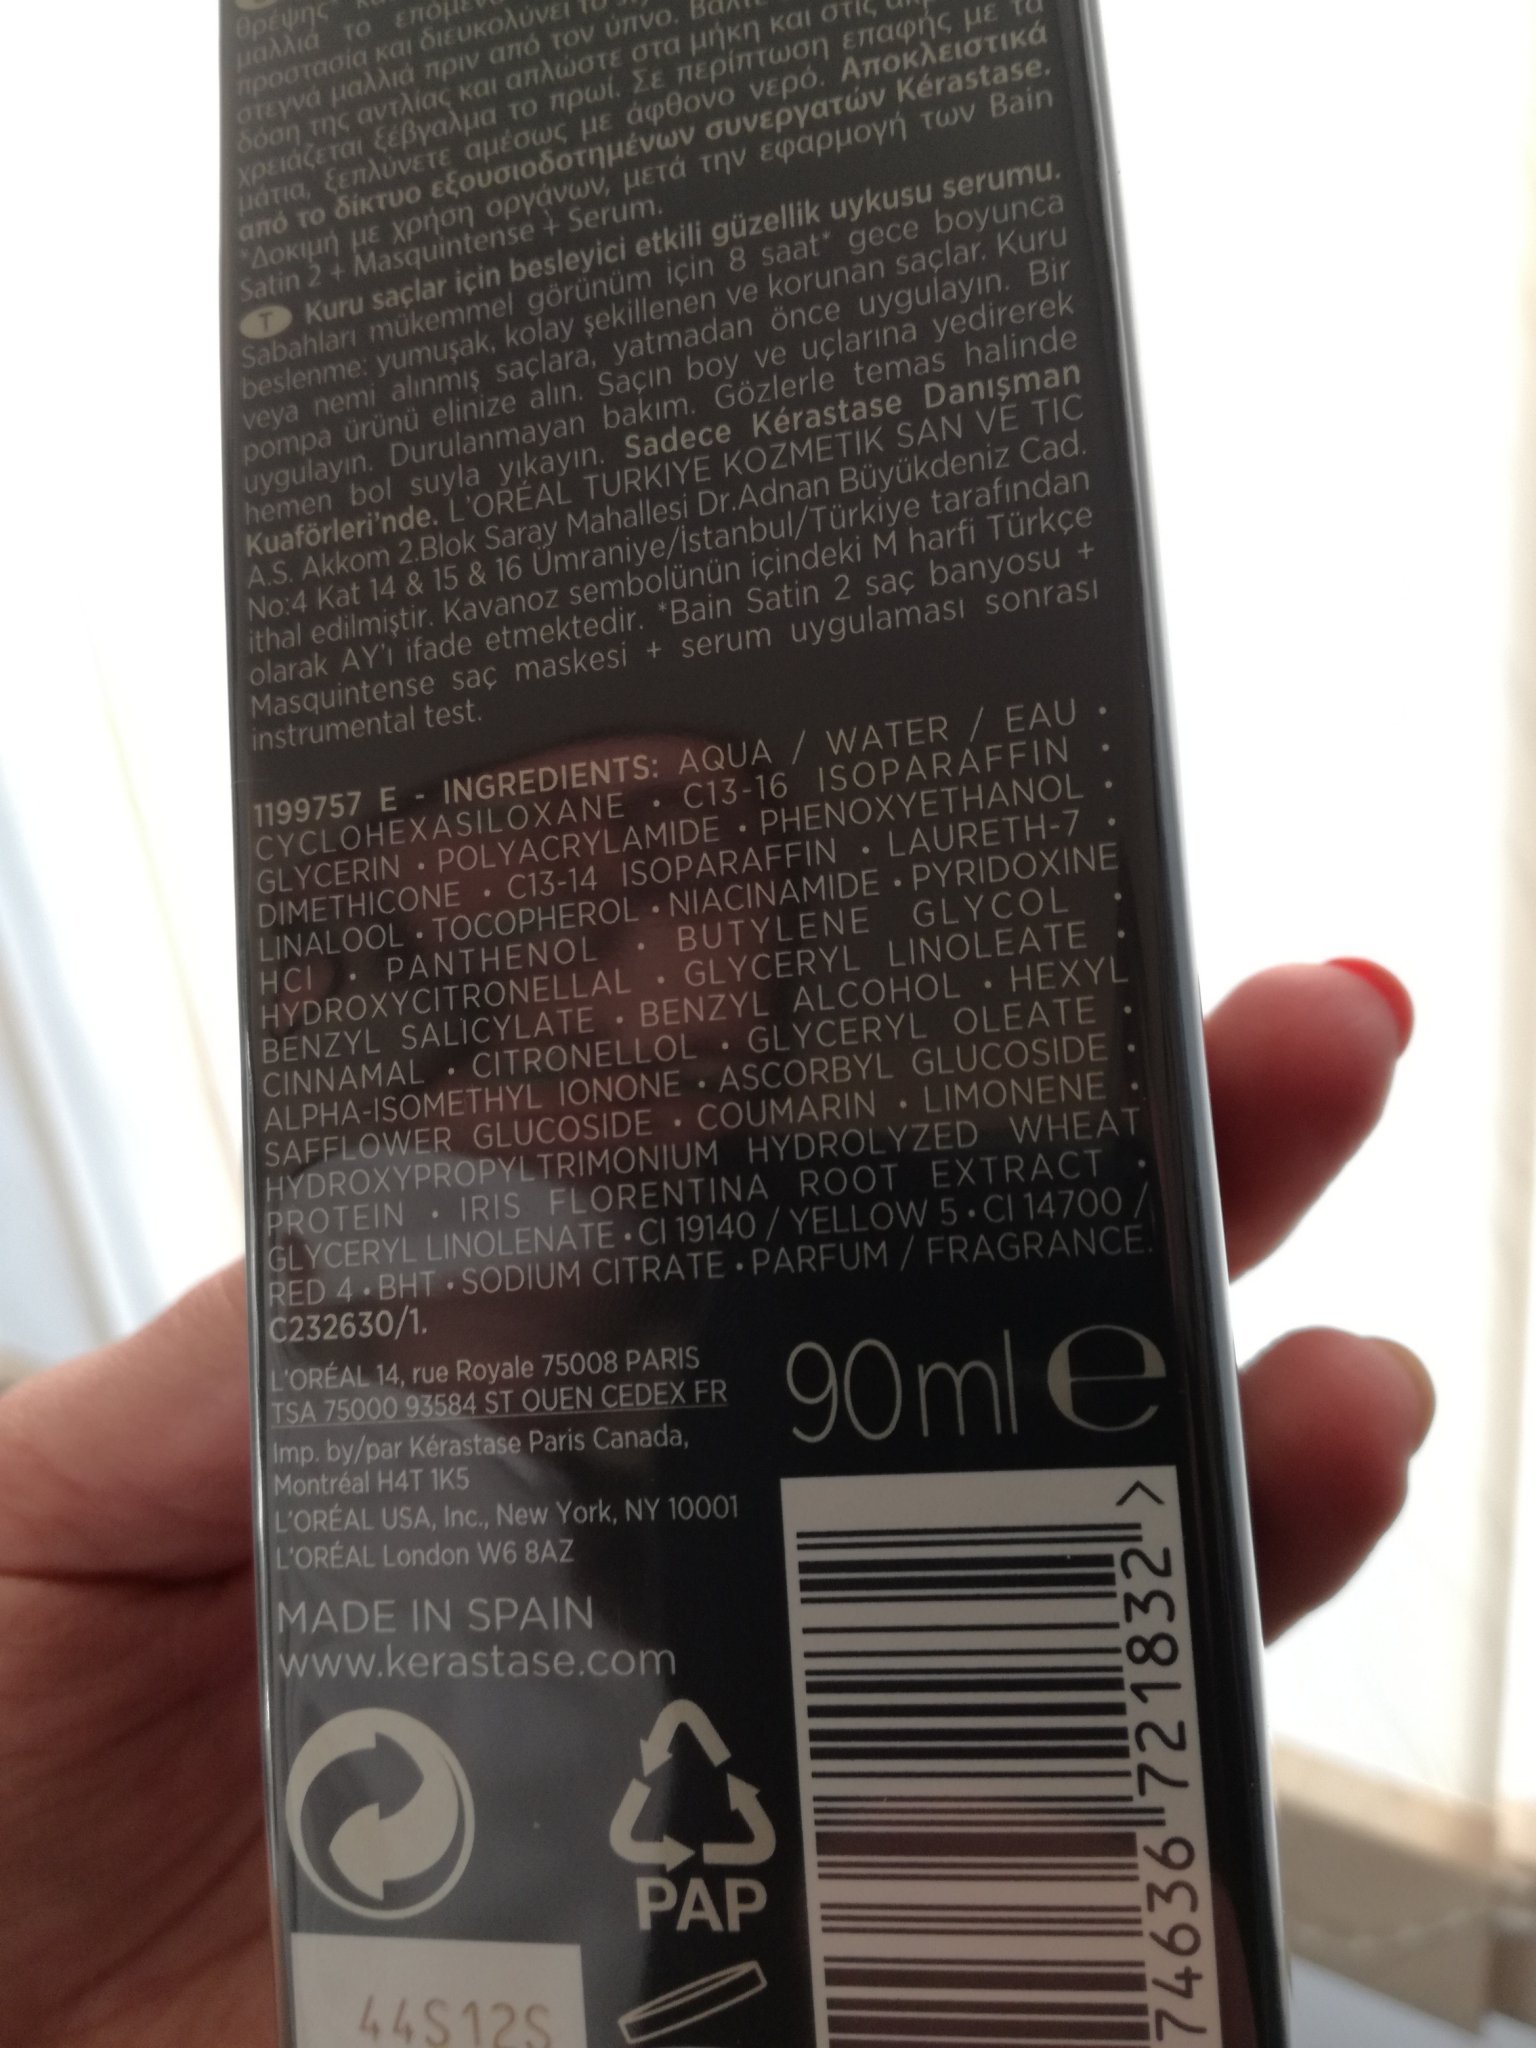 θρέψης*
μαλλιά το επόμενο
προστασία και διευκολύνει το
στεγνά μαλλιά πριν από τον ύπνο. Βάλτε
δόση της αντλίας και απλώστε στα μήκη και στις
χρειάζεται ξέβγαλμα το πρωί. Σε περίπτωση επαφής με τα
μάτια, ξεπλύνετε αμέσως με άφθονο νερό. Αποκλειστικά
από το δίκτυο εξουσιοδοτημένων συνεργατών Kérastase.
*Δοκιμή με χρήση οργάνων, μετά την εφαρμογή των Bain
Satin 2 + Masquintense + Serum.
T Kuru saçlar için besleyici etkili güzellik uykusu serumu.
Sabahları mükemmel görünüm için 8 saat* gece boyunca
beslenme: yumuşak, kolay şekillenen ve korunan saçlar. Kuru
veya nemi alınmış saçlara, yatmadan önce uygulayın. Bir
pompa ürünü elinize alın. Saçın boy ve uçlarına yedirerek
uygulayın. Durulanmayan bakım. Gözlerle temas halinde
hemen bol suyla yıkayın. Sadece Kérastase Danışman
Kuaförleri'nde. L'ORÉAL TURKIYE KOZMETIK SAN VE TIC
A.S. Akkom 2.Blok Saray Mahallesi Dr.Adnan Büyükdeniz Cad.
No:4 Kat 14 & 15 & 16 Ümraniye/İstanbul/Türkiye tarafından
ithal edilmiştir. Kavanoz sembolünün içindeki M harfi Türkçe
olarak AY'ı ifade etmektedir. *Bain Satin 2 saç banyosu +
Masquintense saç maskesi + serum uygulaması sonrası
instrumental test.
1199757 E - INGREDIENTS: AQUA / WATER / EAU •
CYCLOHEXASILOXANE • C13-16 ISOPARAFFIN •
GLYCERIN • POLYACRYLAMIDE • PHENOXYETHANOL •
DIMETHICONE • C13-14 ISOPARAFFIN • LAURETH-7 •
LINALOOL • TOCOPHEROL • NIACINAMIDE • PYRIDOXINE
HCl • PANTHENOL • BUTYLENE GLYCOL •
HYDROXYCITRONELLAL • GLYCERYL LINOLEATE •
BENZYL SALICYLATE • BENZYL ALCOHOL • HEXYL
CINNAMAL • CITRONELLOL • GLYCERYL OLEATE •
ALPHA-ISOMETHYL IONONE • ASCORBYL GLUCOSIDE •
SAFFLOWER GLUCOSIDE • COUMARIN • LIMONENE •
HYDROXYPROPYLTRIMONIUM HYDROLYZED WHEAT
PROTEIN • IRIS FLORENTINA ROOT EXTRACT •
GLYCERYL LINOLENATE • CI 19140 / YELLOW 5 • CI 14700 /
RED 4 • BHT • SODIUM CITRATE • PARFUM / FRAGRANCE.
C232630/1.
L'ORÉAL 14, rue Royale 75008 PARIS
TSA 75000 93584 ST OUEN CEDEX FR
Imp. by/par Kérastase Paris Canada,
Montréal H4T 1K5
L'ORÉAL USA, Inc., New York, NY 10001
L'ORÉAL London W6 8AZ
90 ml e
MADE IN SPAIN
www.kerastase.com
PAP
44S12S
74636 721832 >